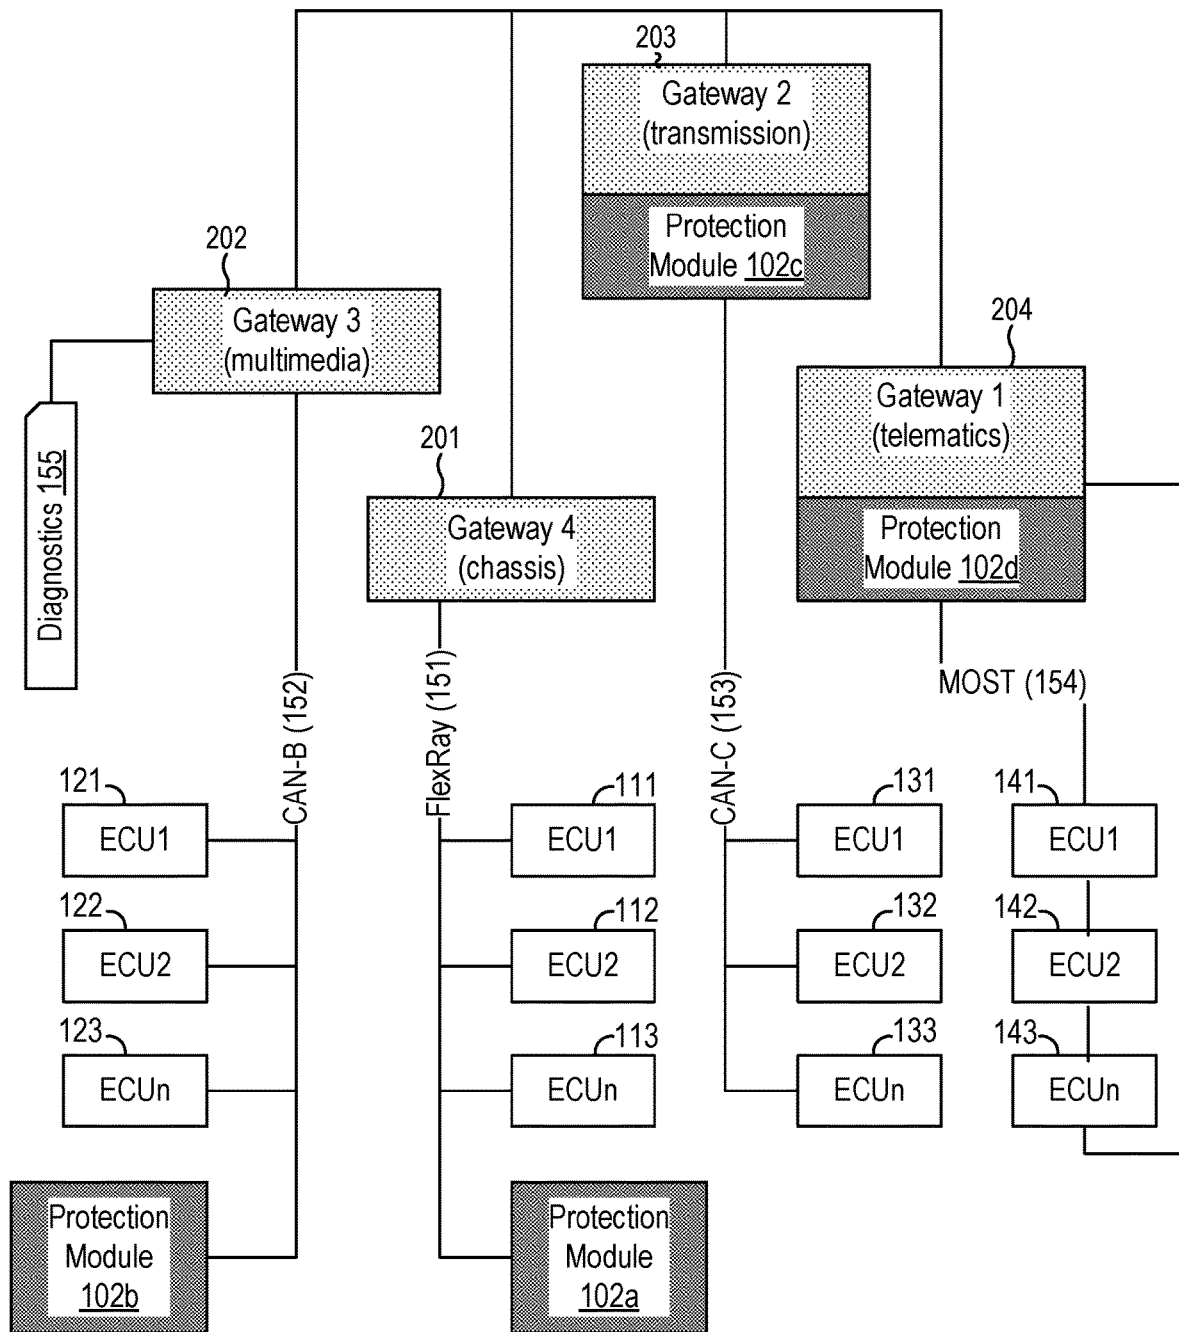 203
Gateway 2
(transmission)
Protection
Module 102c
202
Gateway 3
(multimedia)
204
Gateway 1
(telematics)
Protection
Module 102d
201
Gateway 4
(chassis)
Diagnostics 155
CAN-B (152)
FlexRay (151)
CAN-C (153)
MOST (154)
121
ECU1
122
ECU2
123
ECUn
Protection
Module
102b
111
ECU1
112
ECU2
113
ECUn
Protection
Module
102a
131
ECU1
132
ECU2
133
ECUn
141
ECU1
142
ECU2
143
ECUn